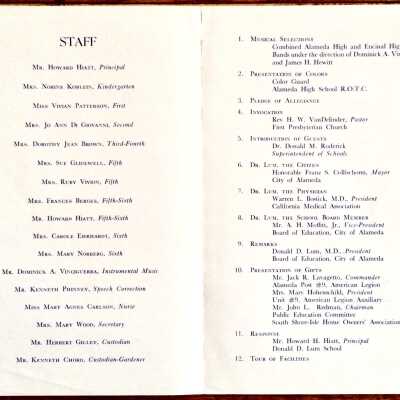 STAFF
Mr. Howard Hiatt, Principal
Mrs. Norine Koblein, Kindergarten
Miss Vivian Patterson, First
Mrs. Jo Ann Di Giovanni, Second
Mrs. Dorothy Jean Brown, Third-Fourth
Mrs. Sue Glidewell, Fifth
Mrs. Ruby Vivion, Fifth
Mrs. Frances Berges, Fifth-Sixth
Mr. Howard Hiatt, Fifth-Sixth
Mrs. Carole Ehrhardt, Sixth
Mrs. Mary Norberg, Sixth
Mr. Dominick A. Vinciguerra, Instrumental Music
Mr. Kenneth Phinney, Speech Correction
Miss Mary Agnes Carlson, Nurse
Mrs. Mary Wood, Secretary
Mr. Herbert Gilley, Custodian
Mr. Kenneth Chord, Custodian-Gardener
1. Musical Selections
Combined Alameda High and Encinal High
Bands under the direction of Dominick A. Vin
and James H. Hewitt
2. Presentation of Colors
Color Guard
Alameda High School R.O.T.C.
3. Pledge of Allegiance
4. Invocation
Rev. H. W. VanDelinder, Pastor
First Presbyterian Church
5. Introduction of Guests
Dr. Donald M. Roderick
Superintendent of Schools
6. Dr. Lum, the Citizen
Honorable Franz S. Collischonn, Mayor
City of Alameda
7. Dr. Lum, the Physician
Warren L. Bostick, M.D., President
California Medical Association
8. Dr. Lum, the School Board Member
Mr. A. H. Moffitt, Jr., Vice-President
Board of Education, City of Alameda
9. Remarks
Donald D. Lum, M.D., President
Board of Education, City of Alameda
10. Presentation of Gifts
Mr. Jack R. Lavagetto, Commander
Alameda Post #9, American Legion
Mrs. Mary Hohenschild, President
Unit #9, American Legion Auxiliary
Mr. John L. Redman, Chairman
Public Education Committee
South Shore-Isle Home Owners' Association
11. Response
Mr. Howard H. Hiatt, Principal
Donald D. Lum School
12. Tour of Facilities